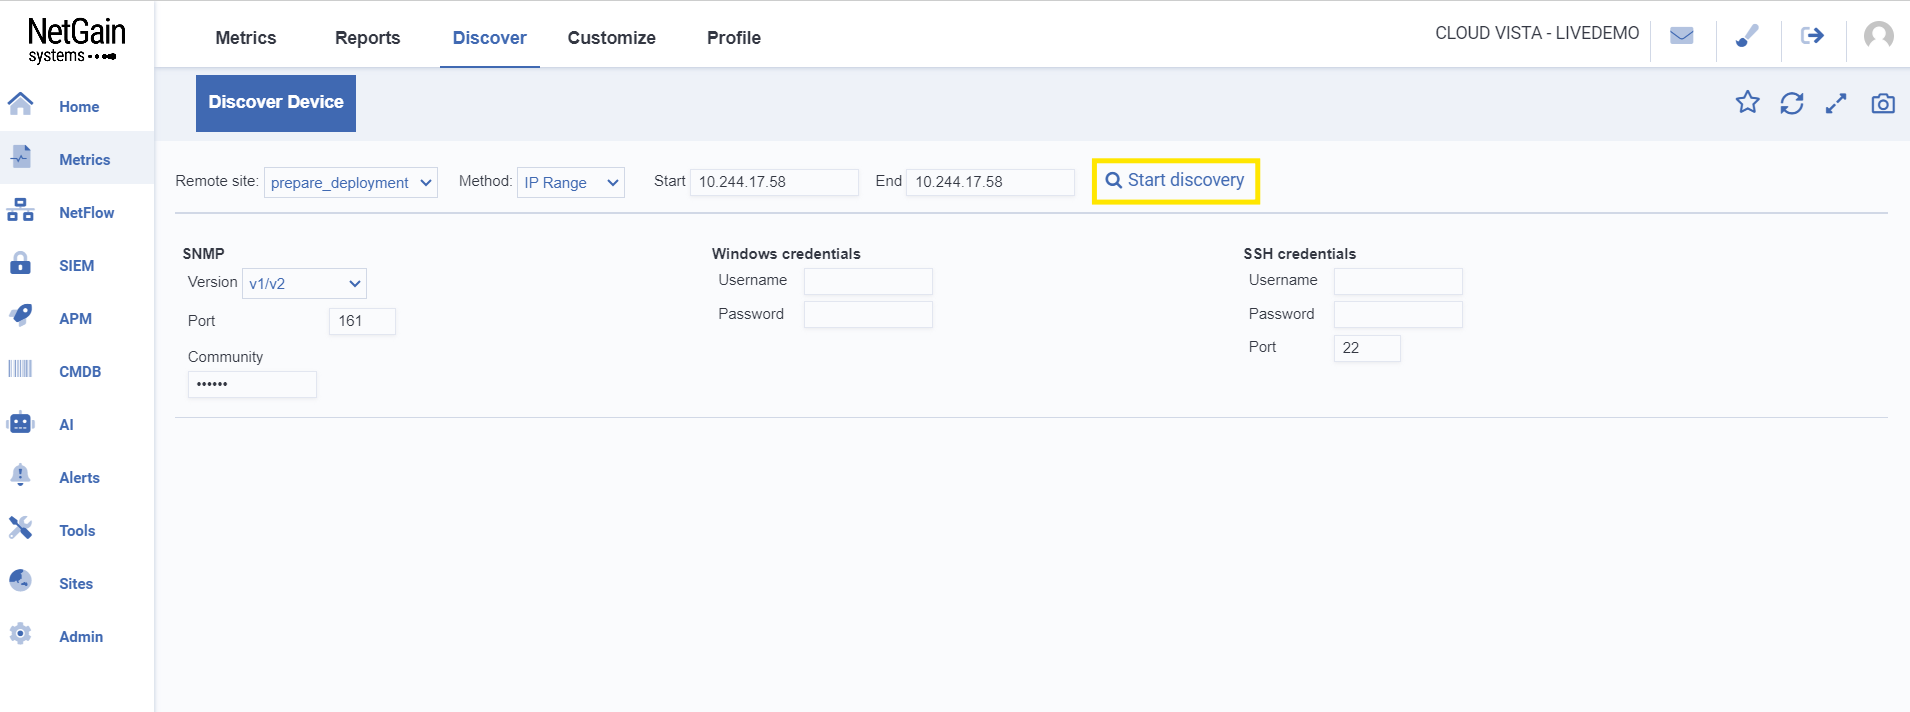 NetGain
systems
Metrics Reports Discover Customize Profile
CLOUD VISTA - LIVEDEMO
Home
Metrics
NetFlow
SIEM
APM
CMDB
AI
Alerts
Tools
Sites
Admin
Discover Device
Remote site: prepare_deployment Method: IP Range Start 10.244.17.58 End 10.244.17.58 Start discovery
SNMP
Version v1/v2
Port 161
Community
••••••
Windows credentials
Username
Password
SSH credentials
Username
Password
Port 22